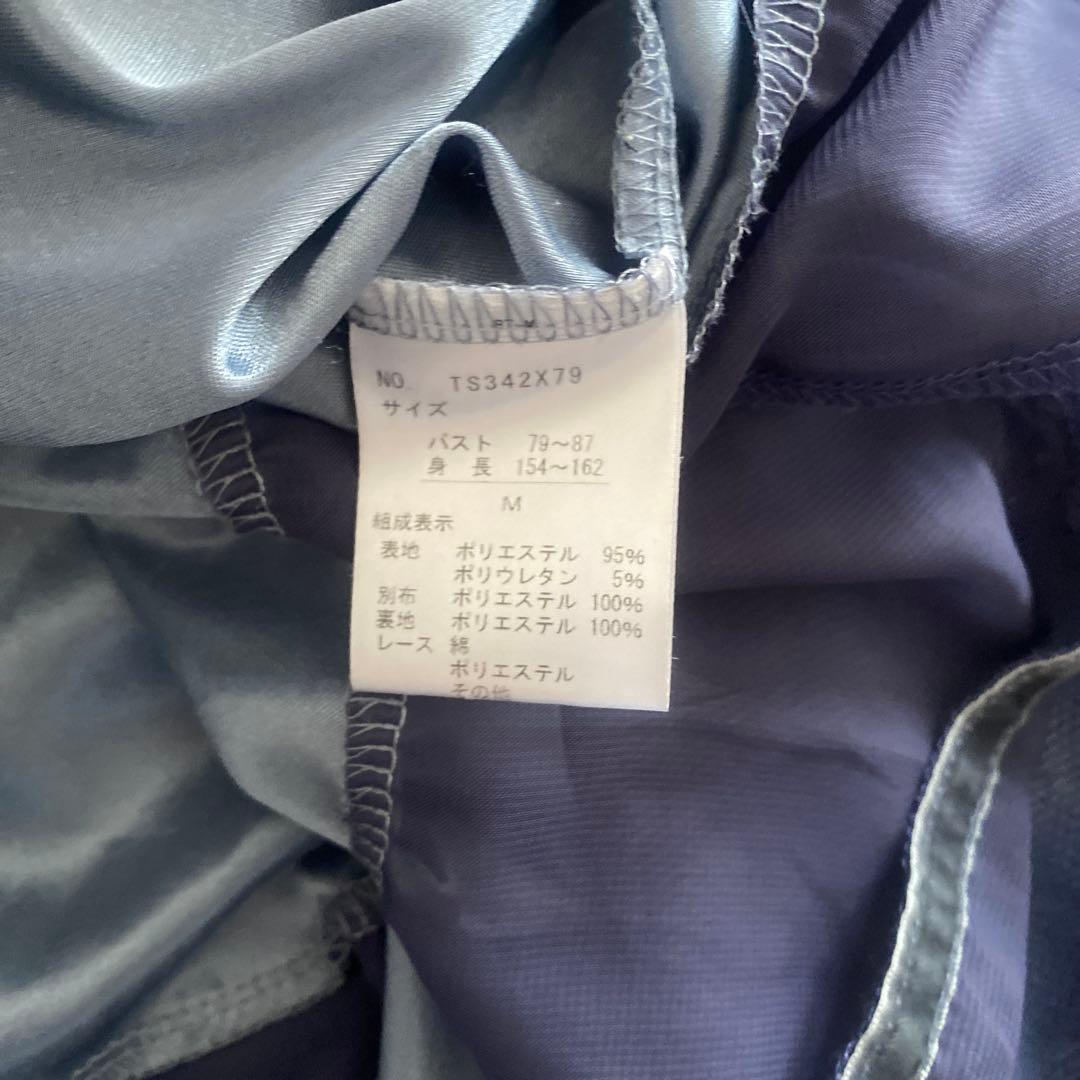 NO. TS342X79
サイズ
バスト 79〜87
身 長 154〜162
M
組成表示
表地 ポリエステル 95%
ポリウレタン 5%
別布 ポリエステル 100%
裏地 ポリエステル 100%
レース 綿
ポリエステル
その他